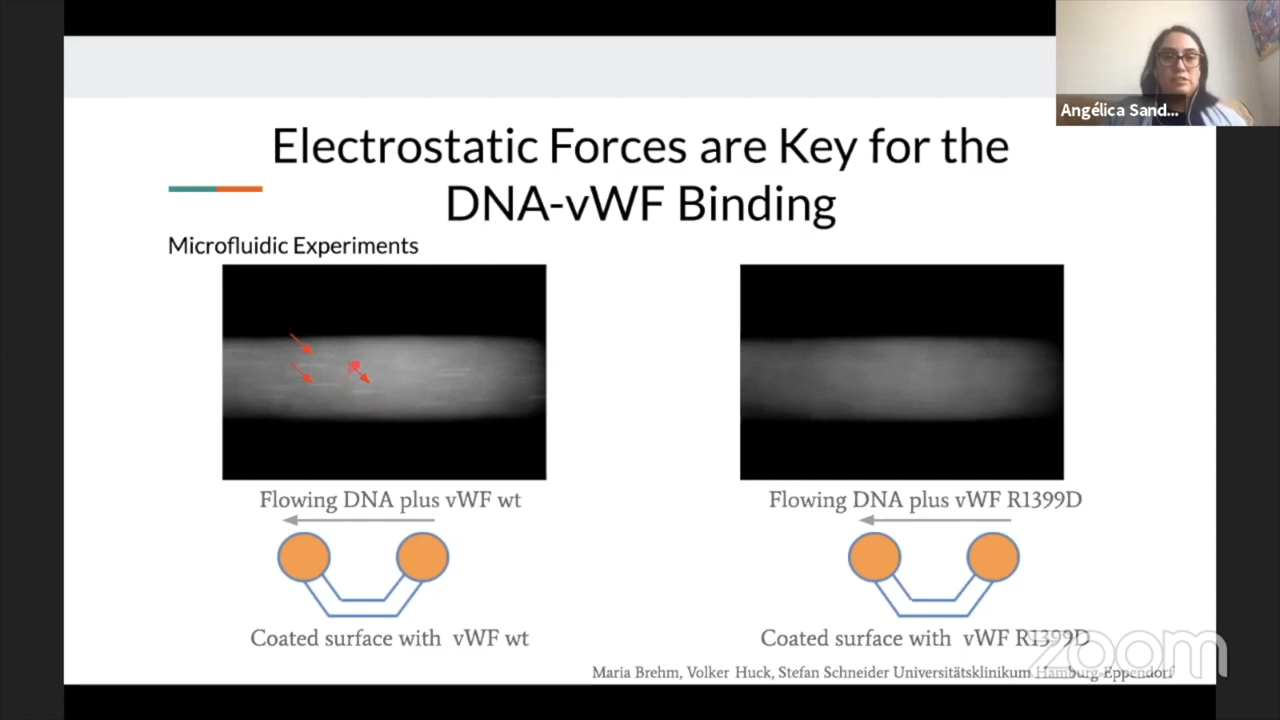 Angélica Sand...
Electrostatic Forces are Key for the
DNA-vWF Binding
Microfluidic Experiments
Flowing DNA plus vWF wt
Flowing DNA plus vWF R1399D
Coated surface with vWF wt
Coated surface with vWF R1399D
zoom
Maria Brehm, Volker Huck, Stefan Schneider Universitätsklinikum Hamburg-Eppendorf